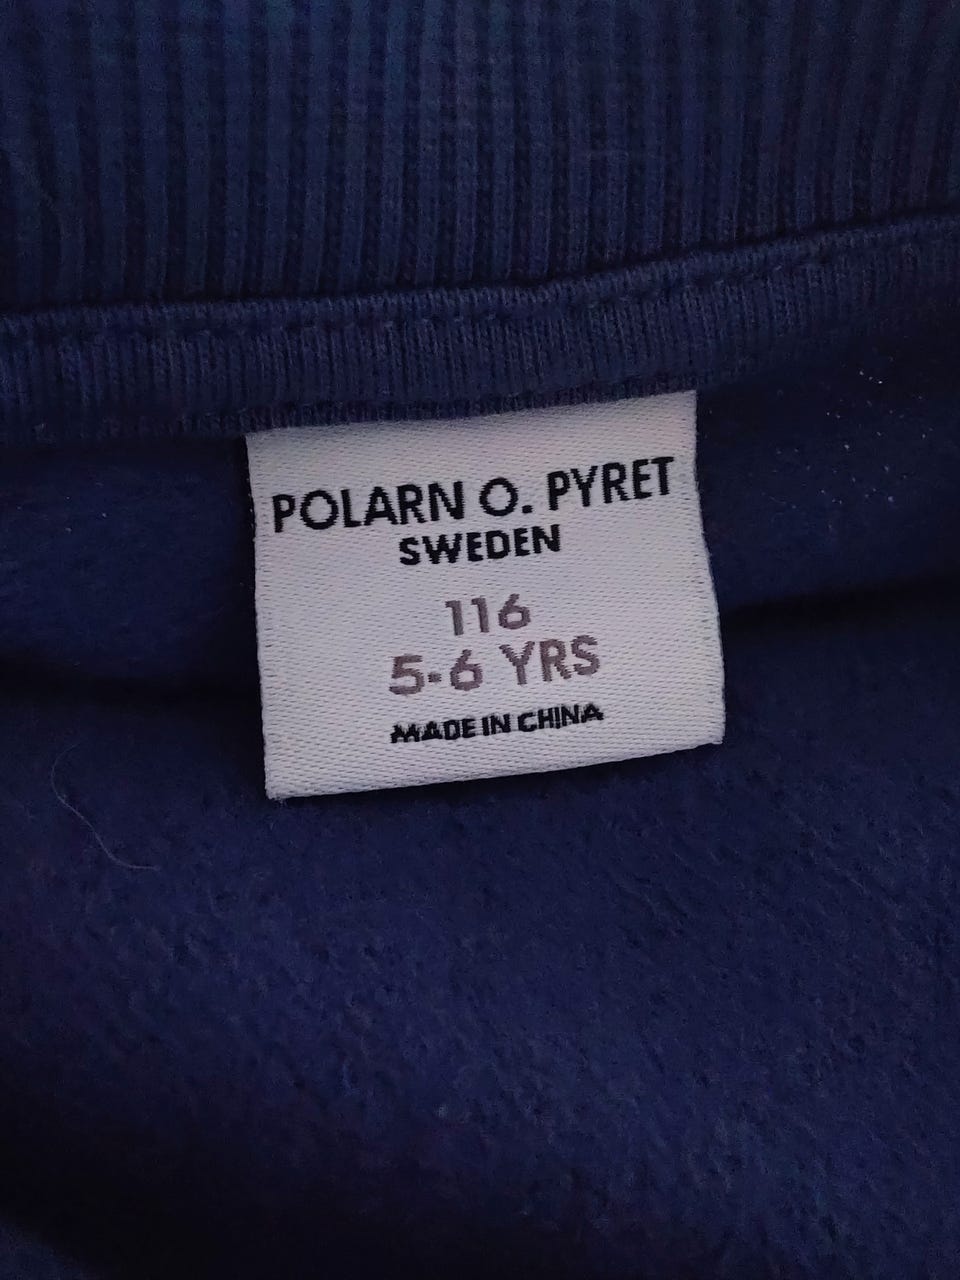 POLARN O. PYRET
SWEDEN
116
5-6 YRS
MADE IN CHINA